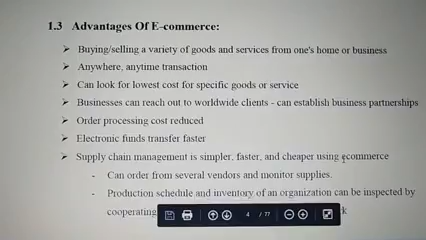 1.3 Advantages Of E-commerce:
➢ Buying/selling a variety of goods and services from one's home or business
➢ Anywhere, anytime transaction
➢ Can look for lowest cost for specific goods or service
➢ Businesses can reach out to worldwide clients - can establish business partnerships
➢ Order processing cost reduced
➢ Electronic funds transfer faster
➢ Supply chain management is simpler, faster, and cheaper using ecommerce
- Can order from several vendors and monitor supplies.
- Production schedule and inventory of an organization can be inspected by
cooperating
4 / 77